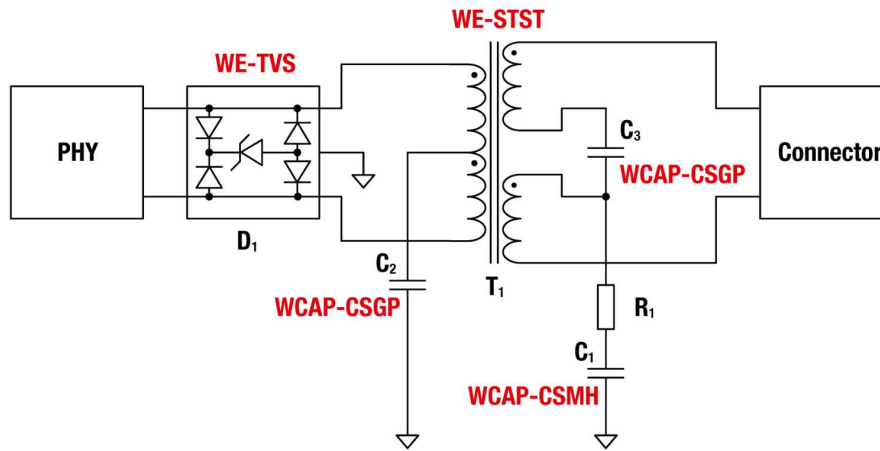 WE-STST
WE-TVS
PHY
C₃
WCAP-CSGP
Connector
D₁
C₂
WCAP-CSGP
T₁
R₁
C₁
WCAP-CSMH